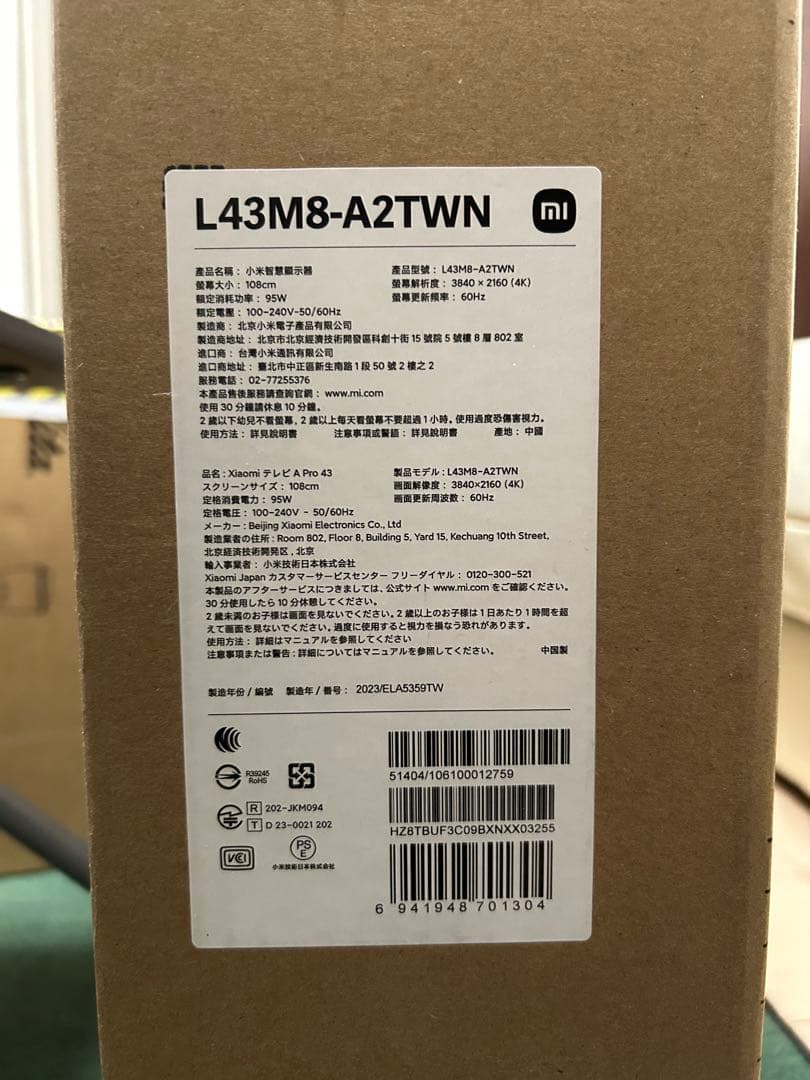 L43M8-A2TWN
mi
產品名稱：小米智慧顯示器 產品型號：L43M8-A2TWN
螢幕大小：108cm 螢幕解析度：3840 × 2160 (4K)
額定消耗功率：95W 螢幕更新頻率：60Hz
額定電壓：100-240V~50/60Hz
製造商：北京小米電子產品有限公司
製造商地址：北京市北京經濟技術開發區科創十街 15 號院 5 號樓 8 層 802 室
進口商：台灣小米通訊有限公司
進口商地址：臺北市中正區新生南路 1 段 50 號 2 樓之 2
服務電話：02-77255376
本產品售後服務請查詢官網：www.mi.com
使用 30 分鐘請休息 10 分鐘。
2 歲以下幼兒不看螢幕，2 歲以上每天看螢幕不要超過 1 小時。使用過度恐傷害視力。
使用方法：詳見說明書 注意事項或警語：詳見說明書 產地：中國
品名：Xiaomi テレビ A Pro 43 製品モデル：L43M8-A2TWN
スクリーンサイズ：108cm 画面解像度：3840×2160 (4K)
定格消費電力：95W 画面更新周波数：60Hz
定格電圧：100-240V ~ 50/60Hz
メーカー：Beijing Xiaomi Electronics Co., Ltd
製造業者の住所：Room 802, Floor 8, Building 5, Yard 15, Kechuang 10th Street,
北京経済技術開発区，北京
輸入事業者：小米技術日本株式会社
Xiaomi Japan カスタマーサービスセンター フリーダイヤル：0120-300-521
本製品のアフターサービスにつきましては、公式サイト www.mi.com をご確認ください。
30 分使用したら 10 分休憩してください。
2 歳未満のお子様は画面を見ないでください。2 歳以上のお子様は 1 日あたり 1 時間を超
えて画面を見ないでください。過度に使用すると視力を損なう恐れがあります。
使用方法：詳細はマニュアルを参照してください
注意事項または警告：詳細についてはマニュアルを参照してください。 中国製
製造年份 / 編號 製造年 / 番号：2023/ELA5359TW
51404/106100012759
R39245
RoHS
R 202-JKM094
T D 23-0021 202
HZ8TBUF3C09BXNXX03255
VCI
PS
E
小米技術日本株式会社
6 941948 701304